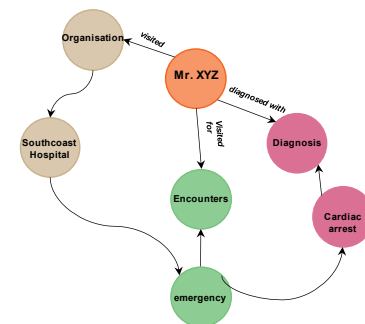 Organisation
visited
Mr. XYZ
diagnosed with
Visited
for
Diagnosis
Southcoast
Hospital
Encounters
Cardiac
arrest
emergency